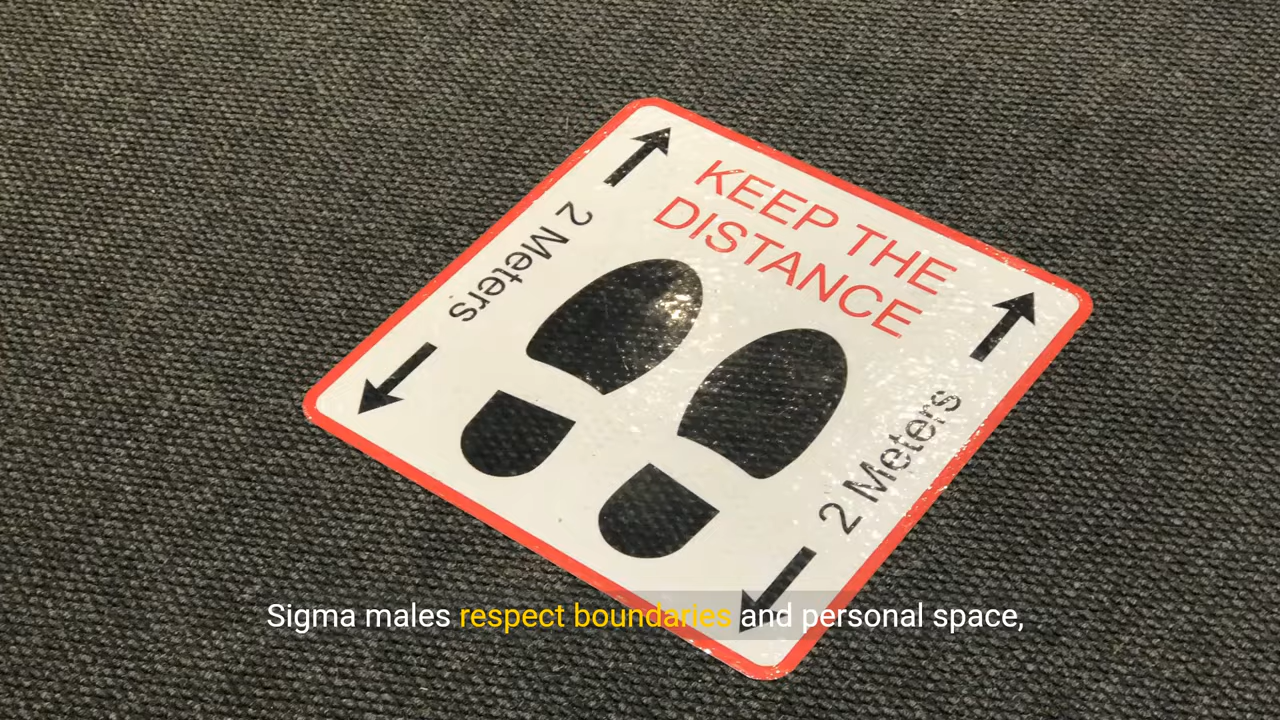 KEEP THE
DISTANCE
2 Meters
2 Meters
Sigma males respect boundaries and personal space,